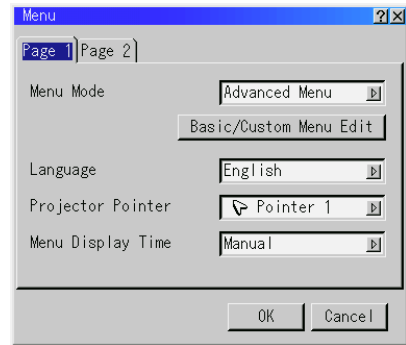 Menu ? ×
Page 1 Page 2
Menu Mode Advanced Menu
Basic/Custom Menu Edit
Language English
Projector Pointer Pointer 1
Menu Display Time Manual
OK Cancel